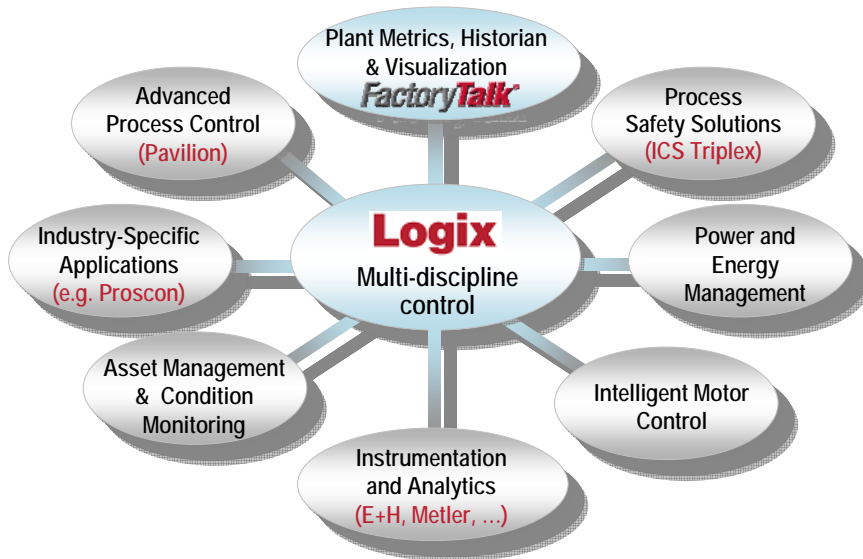 Plant Metrics, Historian
& Visualization
FactoryTalk
Advanced
Process Control
(Pavilion)
Process
Safety Solutions
(ICS Triplex)
Logix
Multi-discipline
control
Industry-Specific
Applications
(e.g. Proscon)
Power and
Energy
Management
Asset Management
& Condition
Monitoring
Intelligent Motor
Control
Instrumentation
and Analytics
(E+H, Metler, ...)